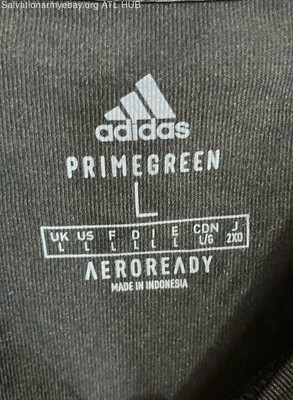 Salvationarmyebay.org ATL HUB
adidas
PRIMEGREEN
L
UK US F D I E CDN J
L L L L L L L/G 2XO
AEROREADY
MADE IN INDONESIA